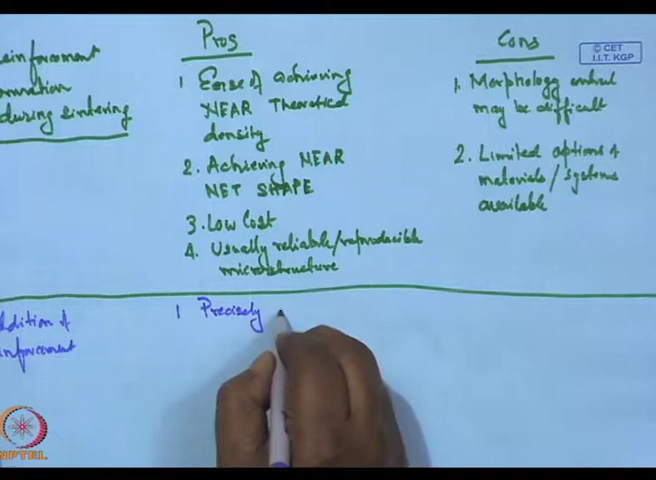 Pros
Cons
© CET
I.I.T. KGP
einforcement
ormation
during sintering
1 Ease of achieving
NEAR Theoretical
density
2. Achieving NEAR
NET SHAPE
3. Low Cost
4. Usually reliable/reproducible
microstructure
1. Morphology control
may be difficult
2. Limited options of
materials/systems
available
ddition of
inforcement
1 Precisely
NPTEL